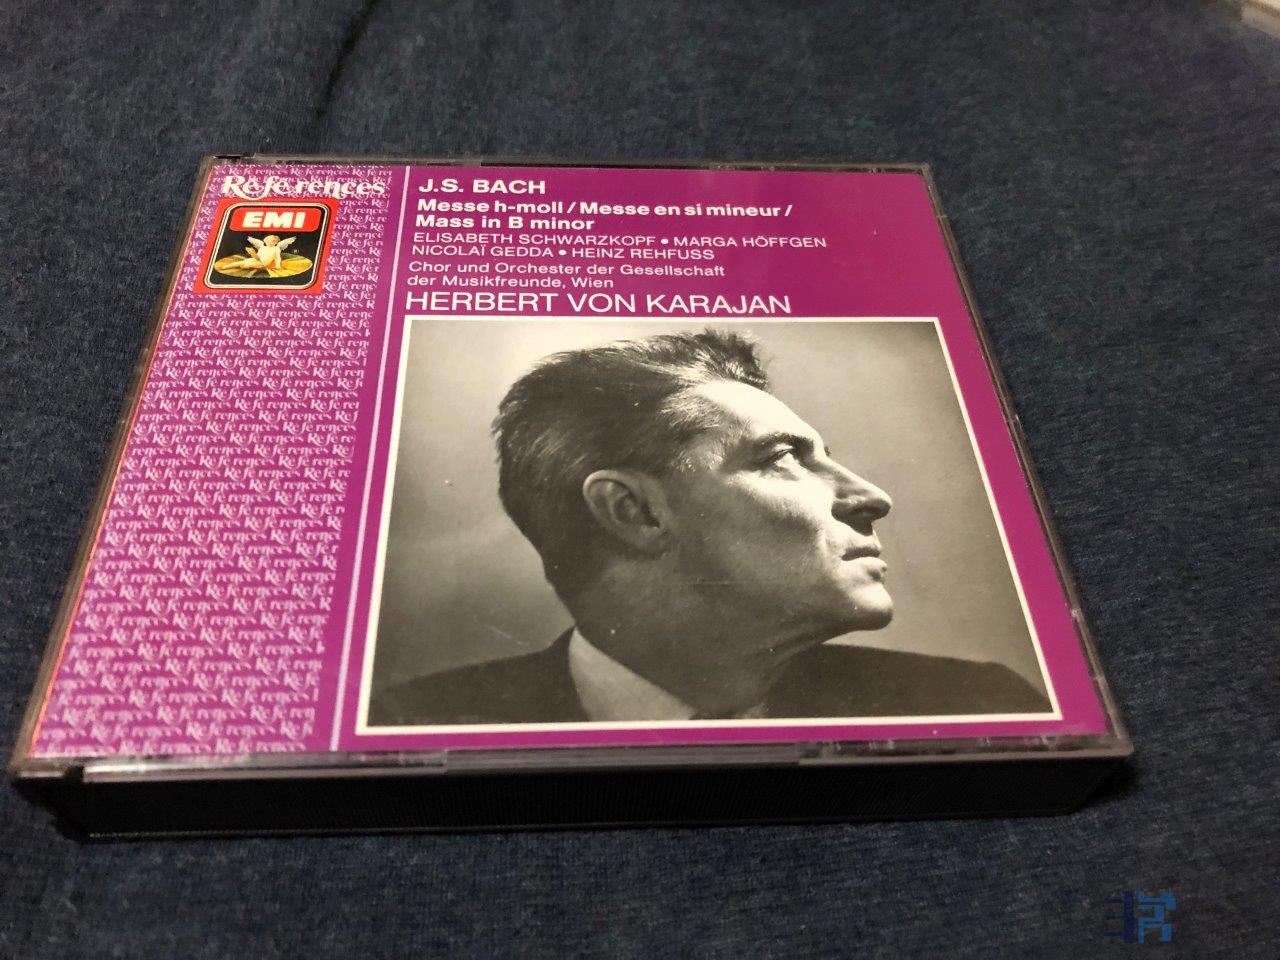 Références
EMI
J.S. BACH
Messe h-moll / Messe en si mineur /
Mass in B minor
ELISABETH SCHWARZKOPF • MARGA HÖFFGEN
NICOLAÏ GEDDA • HEINZ REHFUSS
Chor und Orchester der Gesellschaft
der Musikfreunde, Wien
HERBERT VON KARAJAN